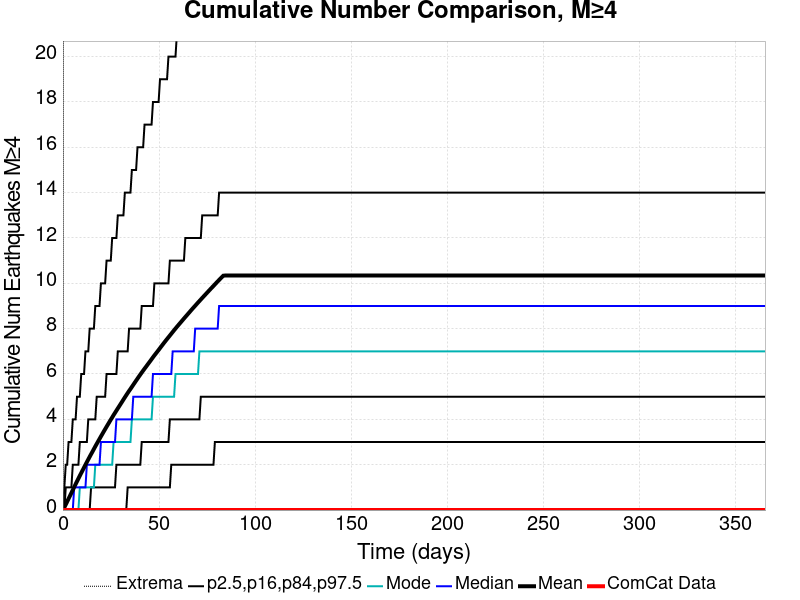 Cumulative Number Comparison, M≥4
Cumulative Num Earthquakes M≥4
20
18
16
14
12
10
8
6
4
2
0
0 50 100 150 200 250 300 350
Time (days)
Extrema p2.5,p16,p84,p97.5 Mode Median Mean ComCat Data